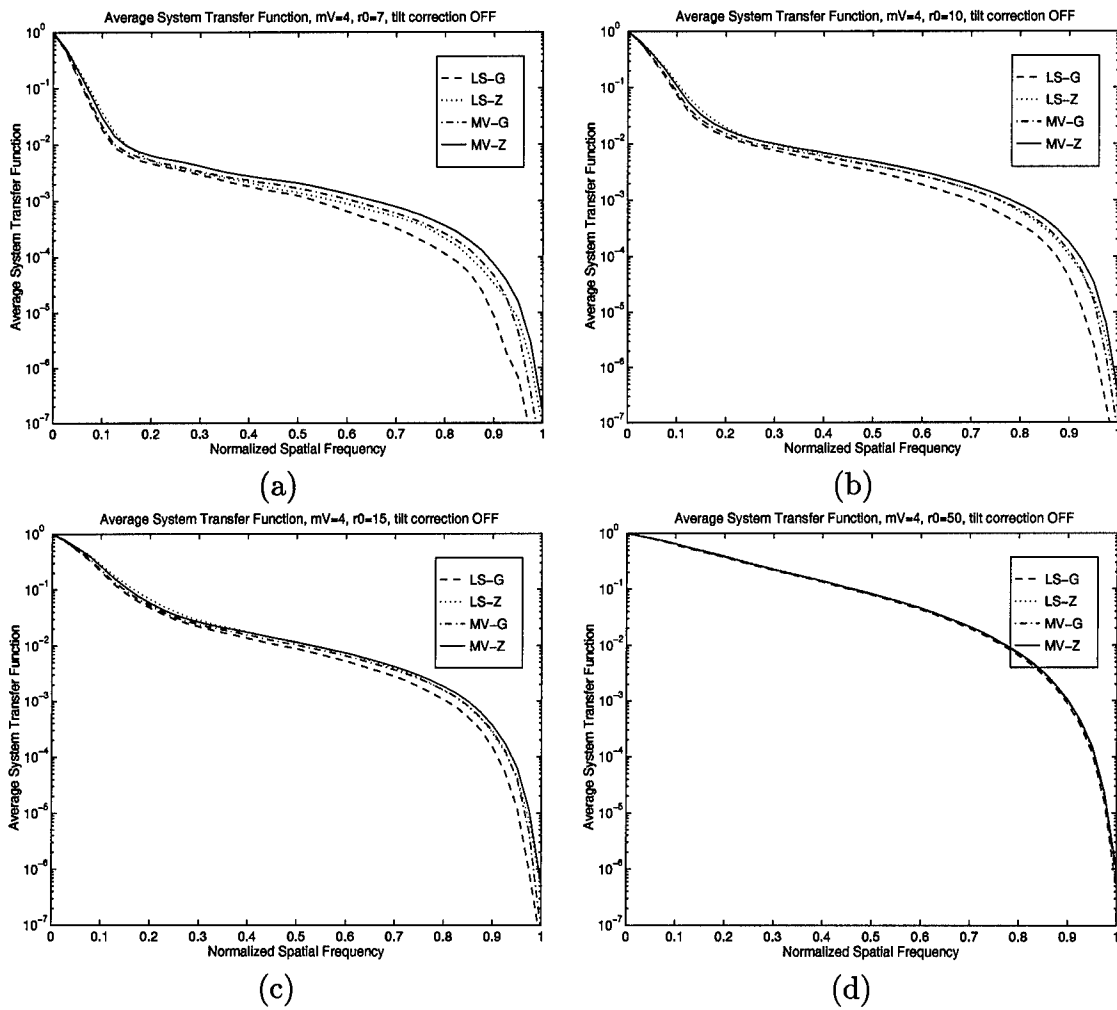 Average System Transfer Function, mV=4, r0=7, tilt correction OFF
Average System Transfer Function
10^0
10^-1
10^-2
10^-3
10^-4
10^-5
10^-6
10^-7
LS-G
LS-Z
MV-G
MV-Z
0 0.1 0.2 0.3 0.4 0.5 0.6 0.7 0.8 0.9 1
Normalized Spatial Frequency
(a)
Average System Transfer Function, mV=4, r0=10, tilt correction OFF
Average System Transfer Function
10^0
10^-1
10^-2
10^-3
10^-4
10^-5
10^-6
10^-7
LS-G
LS-Z
MV-G
MV-Z
0 0.1 0.2 0.3 0.4 0.5 0.6 0.7 0.8 0.9 1
Normalized Spatial Frequency
(b)
Average System Transfer Function, mV=4, r0=15, tilt correction OFF
Average System Transfer Function
10^0
10^-1
10^-2
10^-3
10^-4
10^-5
10^-6
10^-7
LS-G
LS-Z
MV-G
MV-Z
0 0.1 0.2 0.3 0.4 0.5 0.6 0.7 0.8 0.9 1
Normalized Spatial Frequency
(c)
Average System Transfer Function, mV=4, r0=50, tilt correction OFF
Average System Transfer Function
10^0
10^-1
10^-2
10^-3
10^-4
10^-5
10^-6
10^-7
LS-G
LS-Z
MV-G
MV-Z
0 0.1 0.2 0.3 0.4 0.5 0.6 0.7 0.8 0.9 1
Normalized Spatial Frequency
(d)